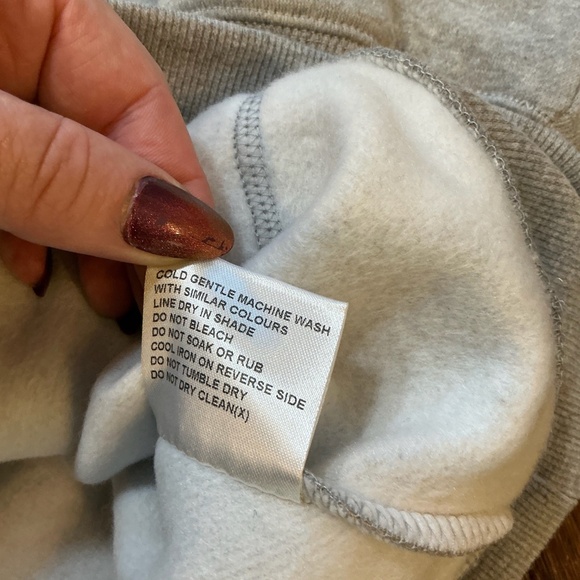 COLD GENTLE MACHINE WASH
WITH SIMILAR COLOURS
LINE DRY IN SHADE
DO NOT BLEACH
DO NOT SOAK OR RUB
COOL IRON ON REVERSE SIDE
DO NOT TUMBLE DRY
DO NOT DRY CLEAN(X)